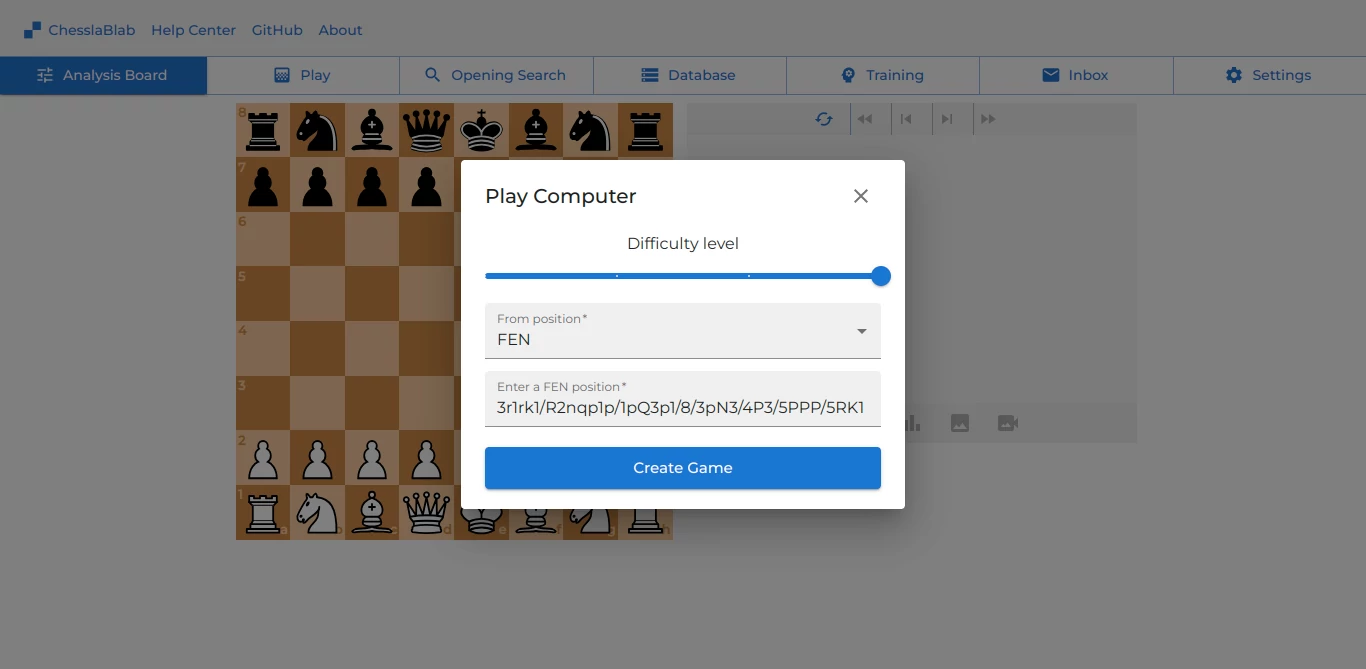 ChesslaBlab Help Center GitHub About
Analysis Board Play Opening Search Database Training Inbox Settings
8
7
6
5
4
3
2
1 a b c d e f g h
Play Computer
Difficulty level
From position*
FEN
Enter a FEN position*
3r1rk1/R2nqp1p/1pQ3p1/8/3pN3/4P3/5PPP/5RK1
Create Game